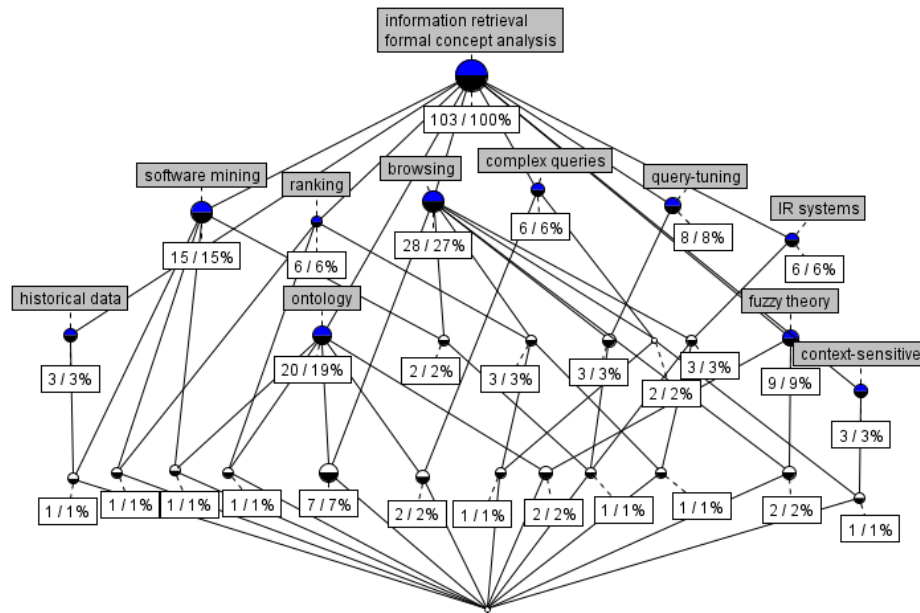 information retrieval
formal concept analysis
103 / 100%
software mining
ranking
browsing
complex queries
query-tuning
IR systems
15 / 15%
6 / 6%
28 / 27%
6 / 6%
8 / 8%
6 / 6%
historical data
ontology
fuzzy theory
context-sensitive
3 / 3%
20 / 19%
2 / 2%
3 / 3%
3 / 3%
2 / 2%
3 / 3%
9 / 9%
3 / 3%
1 / 1%
1 / 1%
1 / 1%
1 / 1%
7 / 7%
2 / 2%
1 / 1%
2 / 2%
1 / 1%
1 / 1%
2 / 2%
1 / 1%